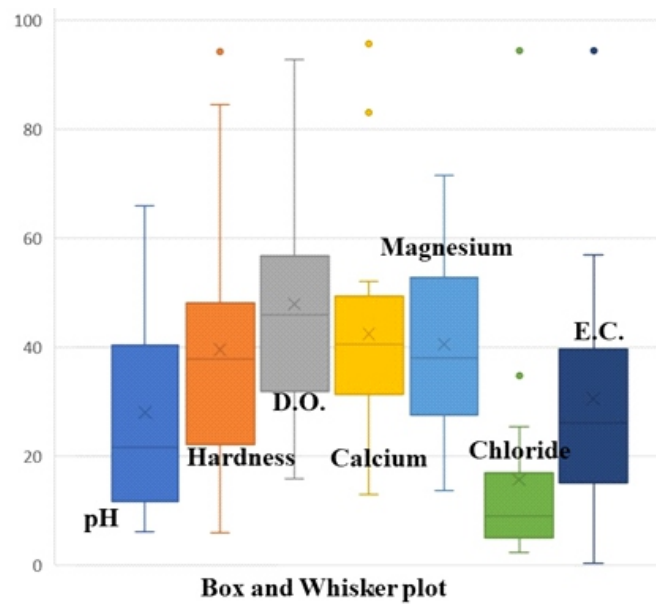 100
80
60
40
20
0
Magnesium
E.C.
D.O.
Hardness
Calcium
Chloride
pH
Box and Whisker plot